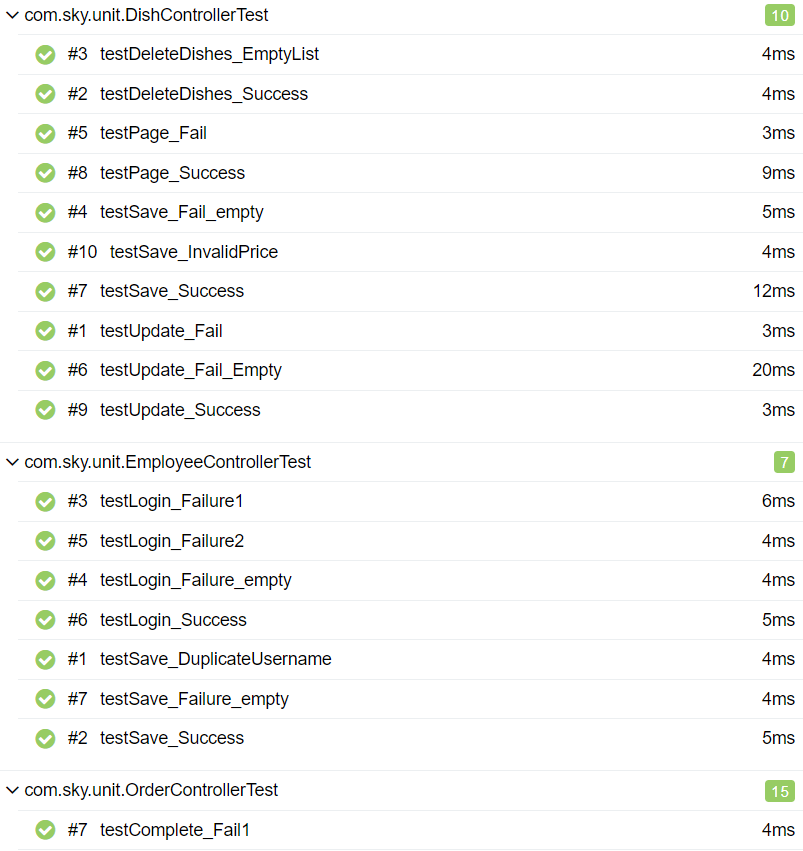 com.sky.unit.DishControllerTest 10
#3 testDeleteDishes_EmptyList 4ms
#2 testDeleteDishes_Success 4ms
#5 testPage_Fail 3ms
#8 testPage_Success 9ms
#4 testSave_Fail_empty 5ms
#10 testSave_InvalidPrice 4ms
#7 testSave_Success 12ms
#1 testUpdate_Fail 3ms
#6 testUpdate_Fail_Empty 20ms
#9 testUpdate_Success 3ms
com.sky.unit.EmployeeControllerTest 7
#3 testLogin_Failure1 6ms
#5 testLogin_Failure2 4ms
#4 testLogin_Failure_empty 4ms
#6 testLogin_Success 5ms
#1 testSave_DuplicateUsername 4ms
#7 testSave_Failure_empty 4ms
#2 testSave_Success 5ms
com.sky.unit.OrderControllerTest 15
#7 testComplete_Fail1 4ms